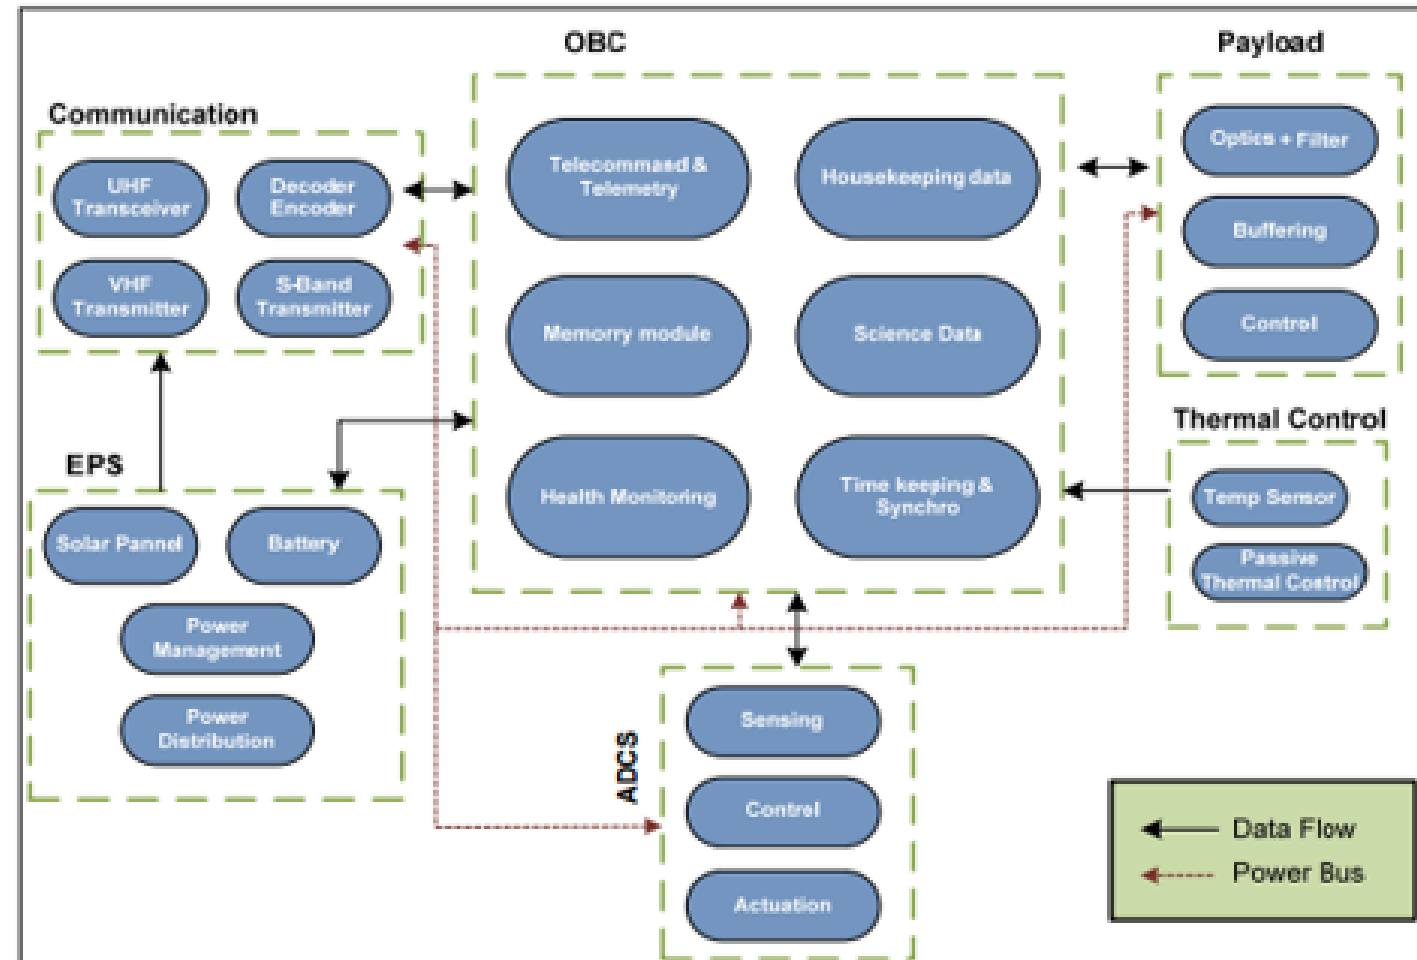 OBC
Payload
Communication
Telecommasd &
Telemetry
Housekeeping data
Optics + Filter
UHF
Transceiver
Decoder
Encoder
Buffering
VHF
Transmitter
S-Band
Transmitter
Memorry module
Science Data
Control
Thermal Control
EPS
Health Monitoring
Time keeping &
Synchro
Temp Sensor
Solar Pannel
Battery
Passive
Thermal Control
Power
Management
Power
Distribution
ADCS
Sensing
Control
Actuation
Data Flow
Power Bus